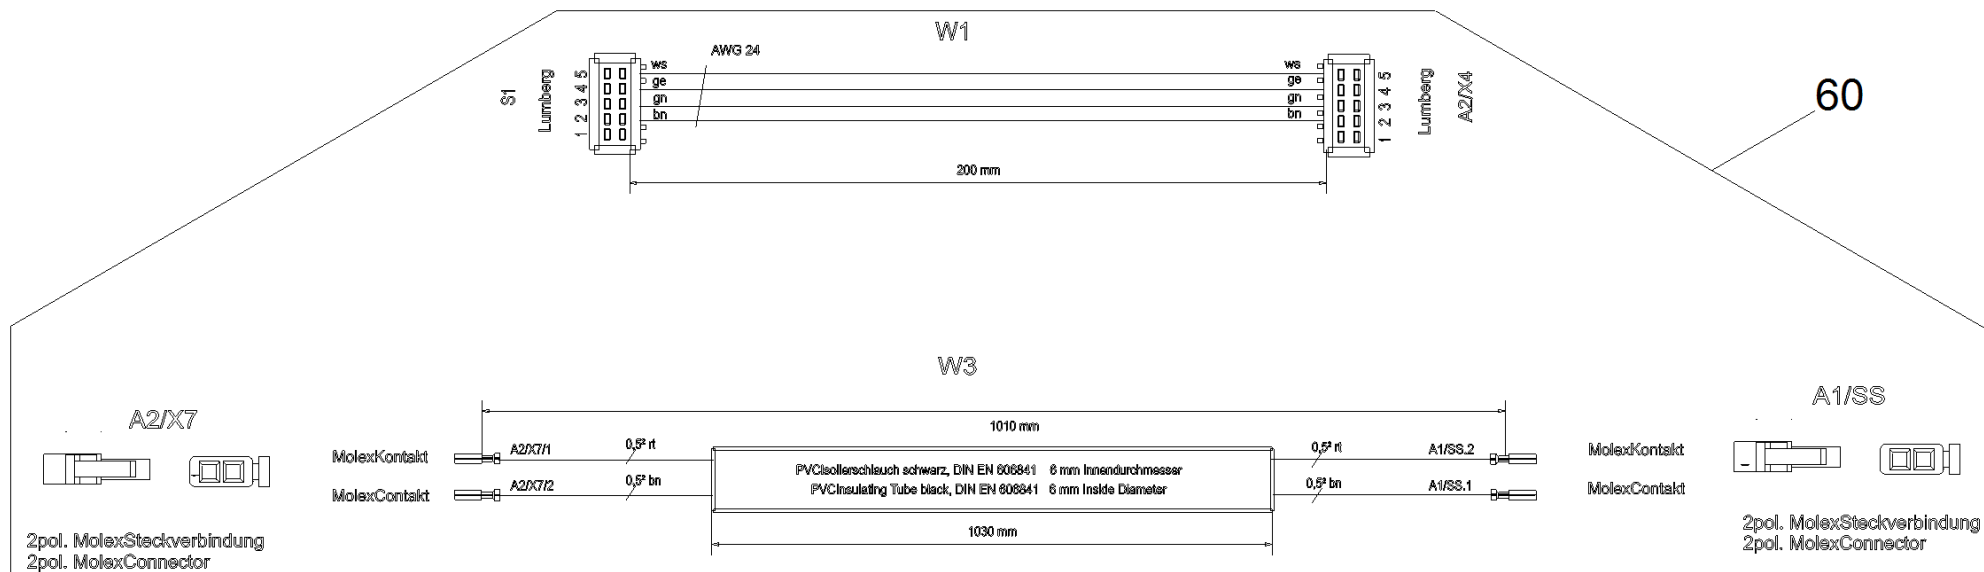 W1
AWG 24
60
S1
Lumberg
1 2 3 4 5
ws
ge
gn
bn
ws
ge
gn
bn
1 2 3 4 5
Lumberg
A2/X4
200 mm
W3
1010 mm
A2/X7
A1/SS
MolexKontakt
A2/X7/1
0,5² rt
0,5² rt
A1/SS.2
MolexKontakt
MolexContakt
A2/X7/2
0,5² bn
0,5² bn
A1/SS.1
MolexContakt
PVCIsolierschlauch schwarz, DIN EN 606841 6 mm Innendurchmesser
PVCInsulating Tube black, DIN EN 606841 6 mm Inside Diameter
1030 mm
2pol. MolexSteckverbindung
2pol. MolexConnector
2pol. MolexSteckverbindung
2pol. MolexConnector